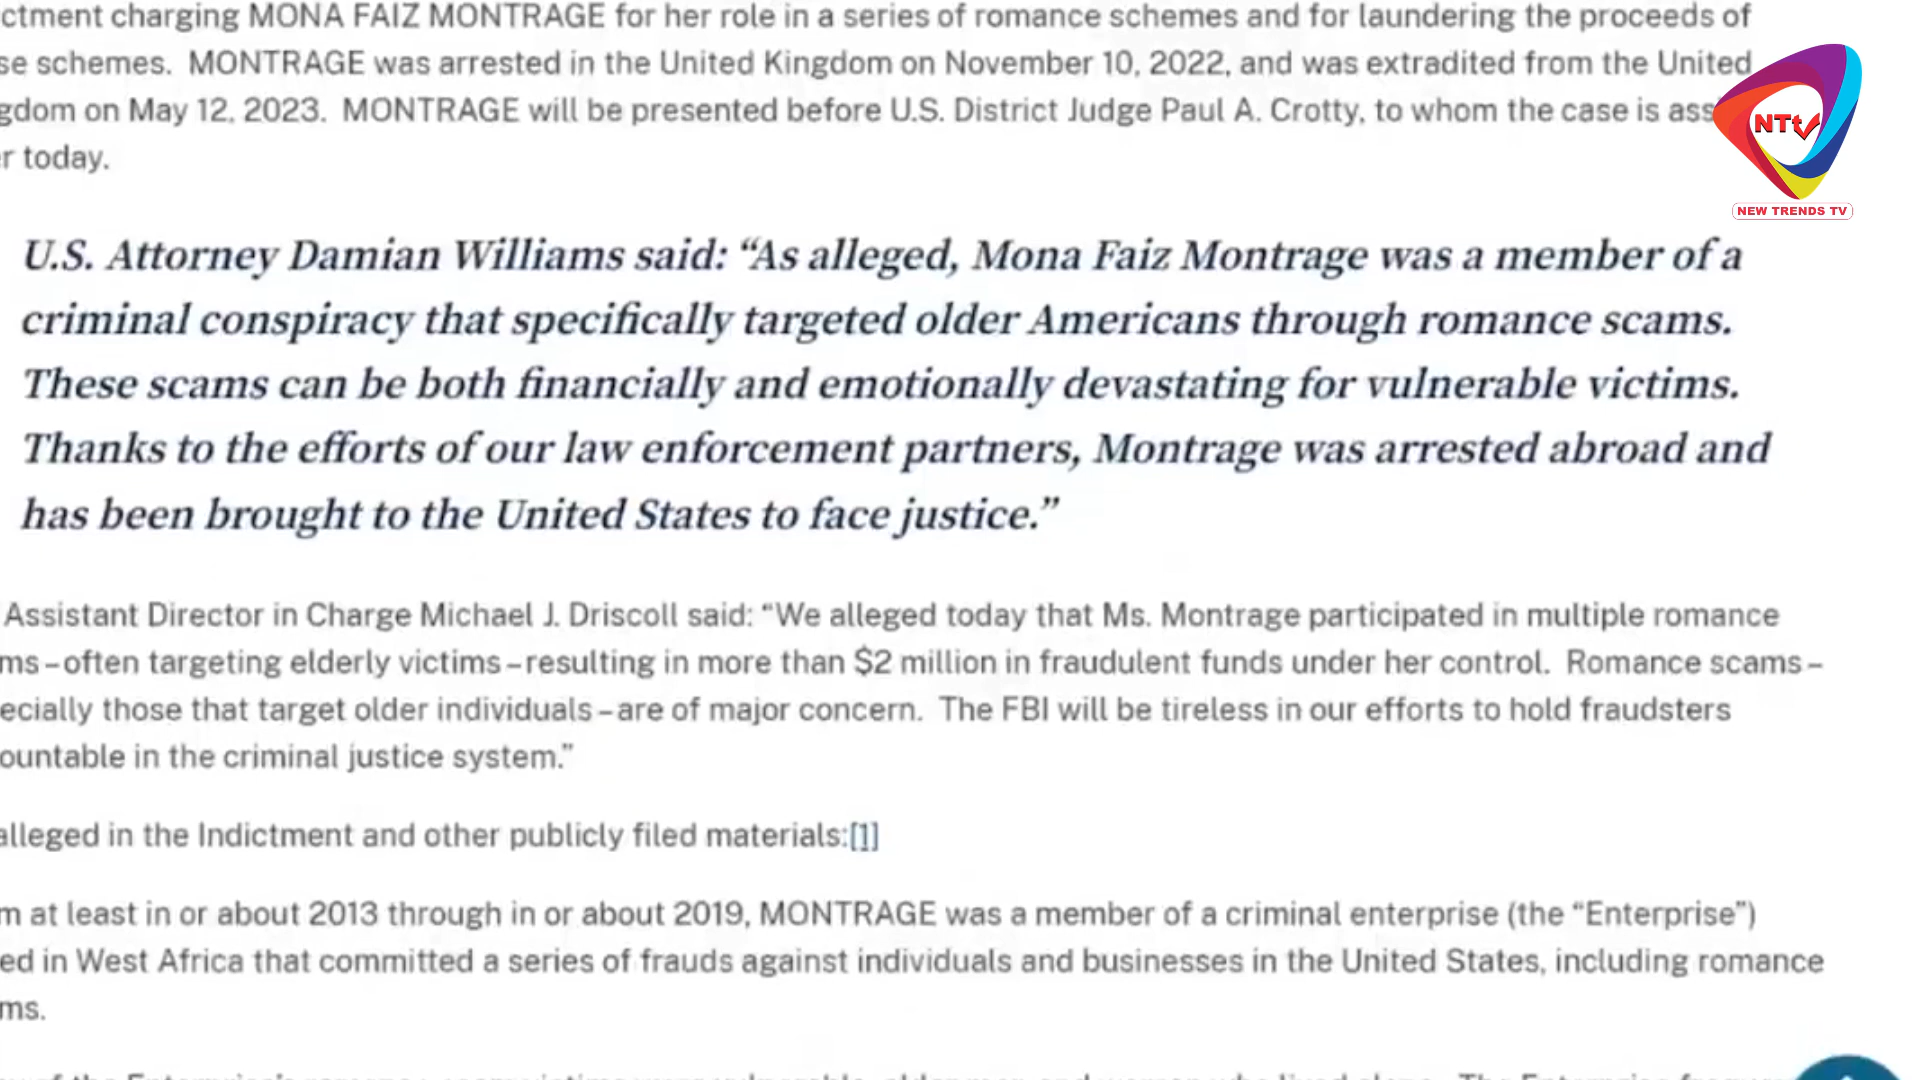 ctment charging MONA FAIZ MONTRAGE for her role in a series of romance schemes and for laundering the proceeds of
se schemes. MONTRAGE was arrested in the United Kingdom on November 10, 2022, and was extradited from the United
gdom on May 12, 2023. MONTRAGE will be presented before U.S. District Judge Paul A. Crotty, to whom the case is ass
r today.
NTV
NEW TRENDS TV
U.S. Attorney Damian Williams said: “As alleged, Mona Faiz Montrage was a member of a
criminal conspiracy that specifically targeted older Americans through romance scams.
These scams can be both financially and emotionally devastating for vulnerable victims.
Thanks to the efforts of our law enforcement partners, Montrage was arrested abroad and
has been brought to the United States to face justice.”
Assistant Director in Charge Michael J. Driscoll said: “We alleged today that Ms. Montrage participated in multiple romance
ms – often targeting elderly victims – resulting in more than $2 million in fraudulent funds under her control. Romance scams –
ecially those that target older individuals – are of major concern. The FBI will be tireless in our efforts to hold fraudsters
ountable in the criminal justice system.”
alleged in the Indictment and other publicly filed materials:[1]
m at least in or about 2013 through in or about 2019, MONTRAGE was a member of a criminal enterprise (the “Enterprise”)
ed in West Africa that committed a series of frauds against individuals and businesses in the United States, including romance
ms.